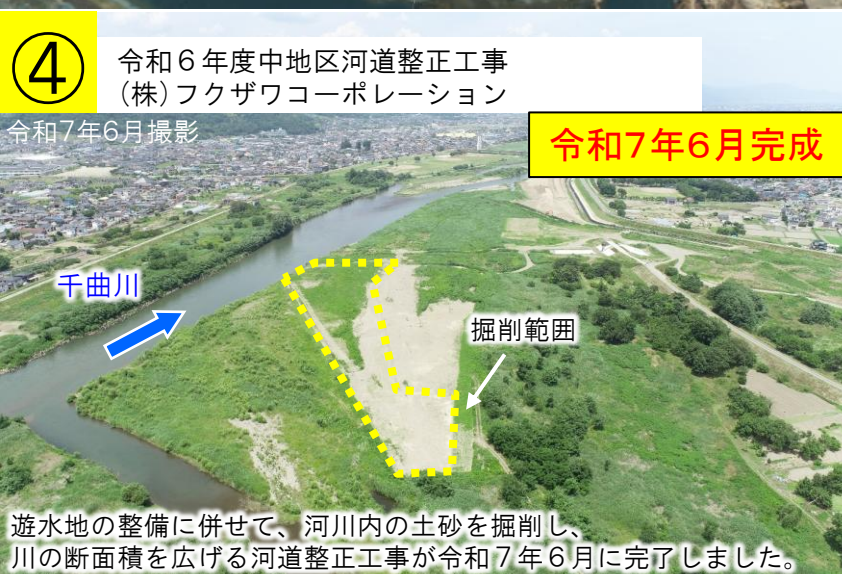 ④
令和６年度中地区河道整正工事
(株)フクザワコーポレーション
令和7年6月撮影
令和7年6月完成
千曲川
掘削範囲
遊水地の整備に併せて、河川内の土砂を掘削し、
川の断面積を広げる河道整正工事が令和７年６月に完了しました。